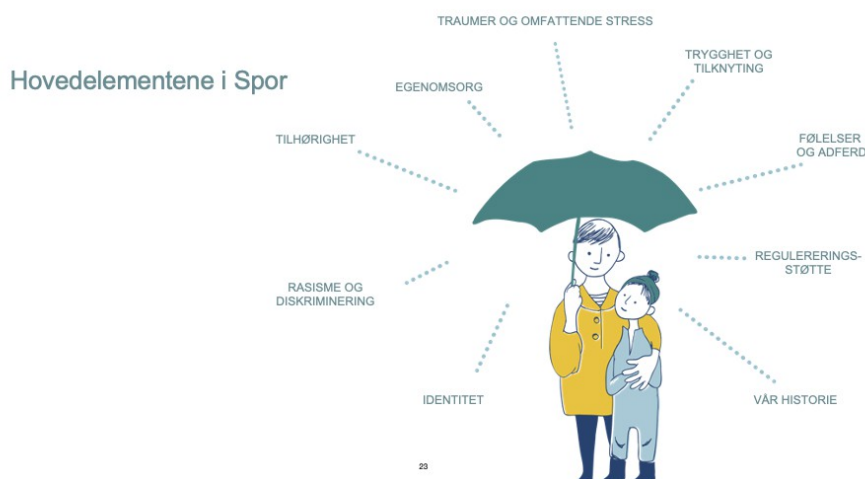 Hovedelementene i Spor
TRAUMER OG OMFATTENDE STRESS
TRYGGHET OG
TILKNYTING
EGENOMSORG
TILHØRIGHET
FØLELSER
OG ADFERD
REGULERERINGS-
STØTTE
RASISME OG
DISKRIMINERING
IDENTITET
VÅR HISTORIE
23